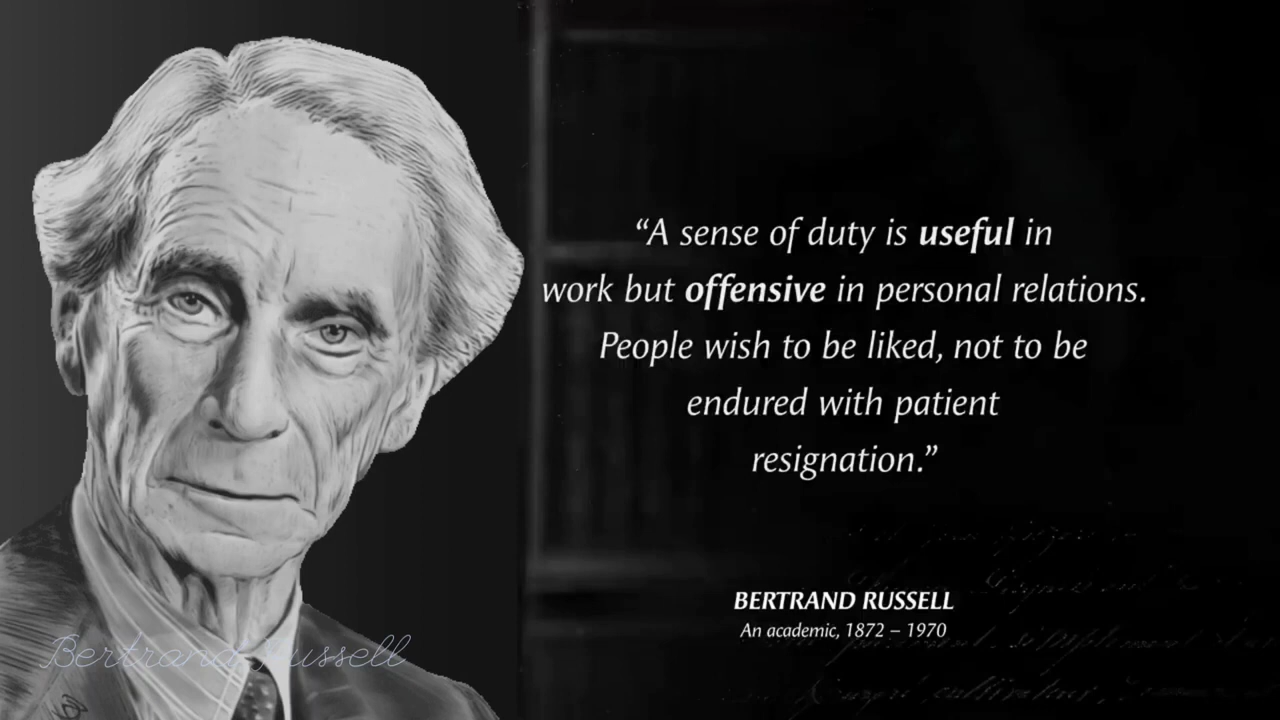 “A sense of duty is useful in
work but offensive in personal relations.
People wish to be liked, not to be
endured with patient
resignation.”
BERTRAND RUSSELL
An academic, 1872 – 1970
Bertrand Russell